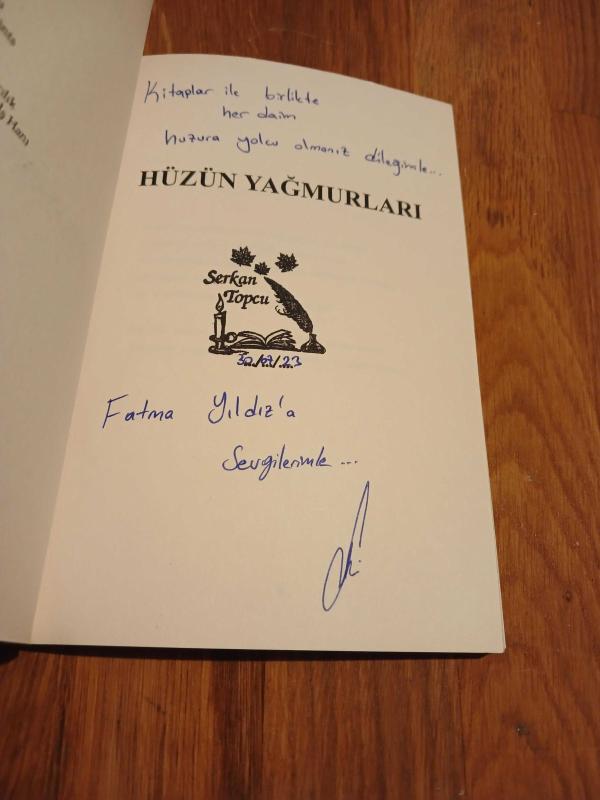 Kitaplar ile birlikte
her daim
huzura yolcu olmanız dileğimle...
HÜZÜN YAĞMURLARI
Serkan
Topcu
Fatma Yıldız'a
Sevgilerimle...